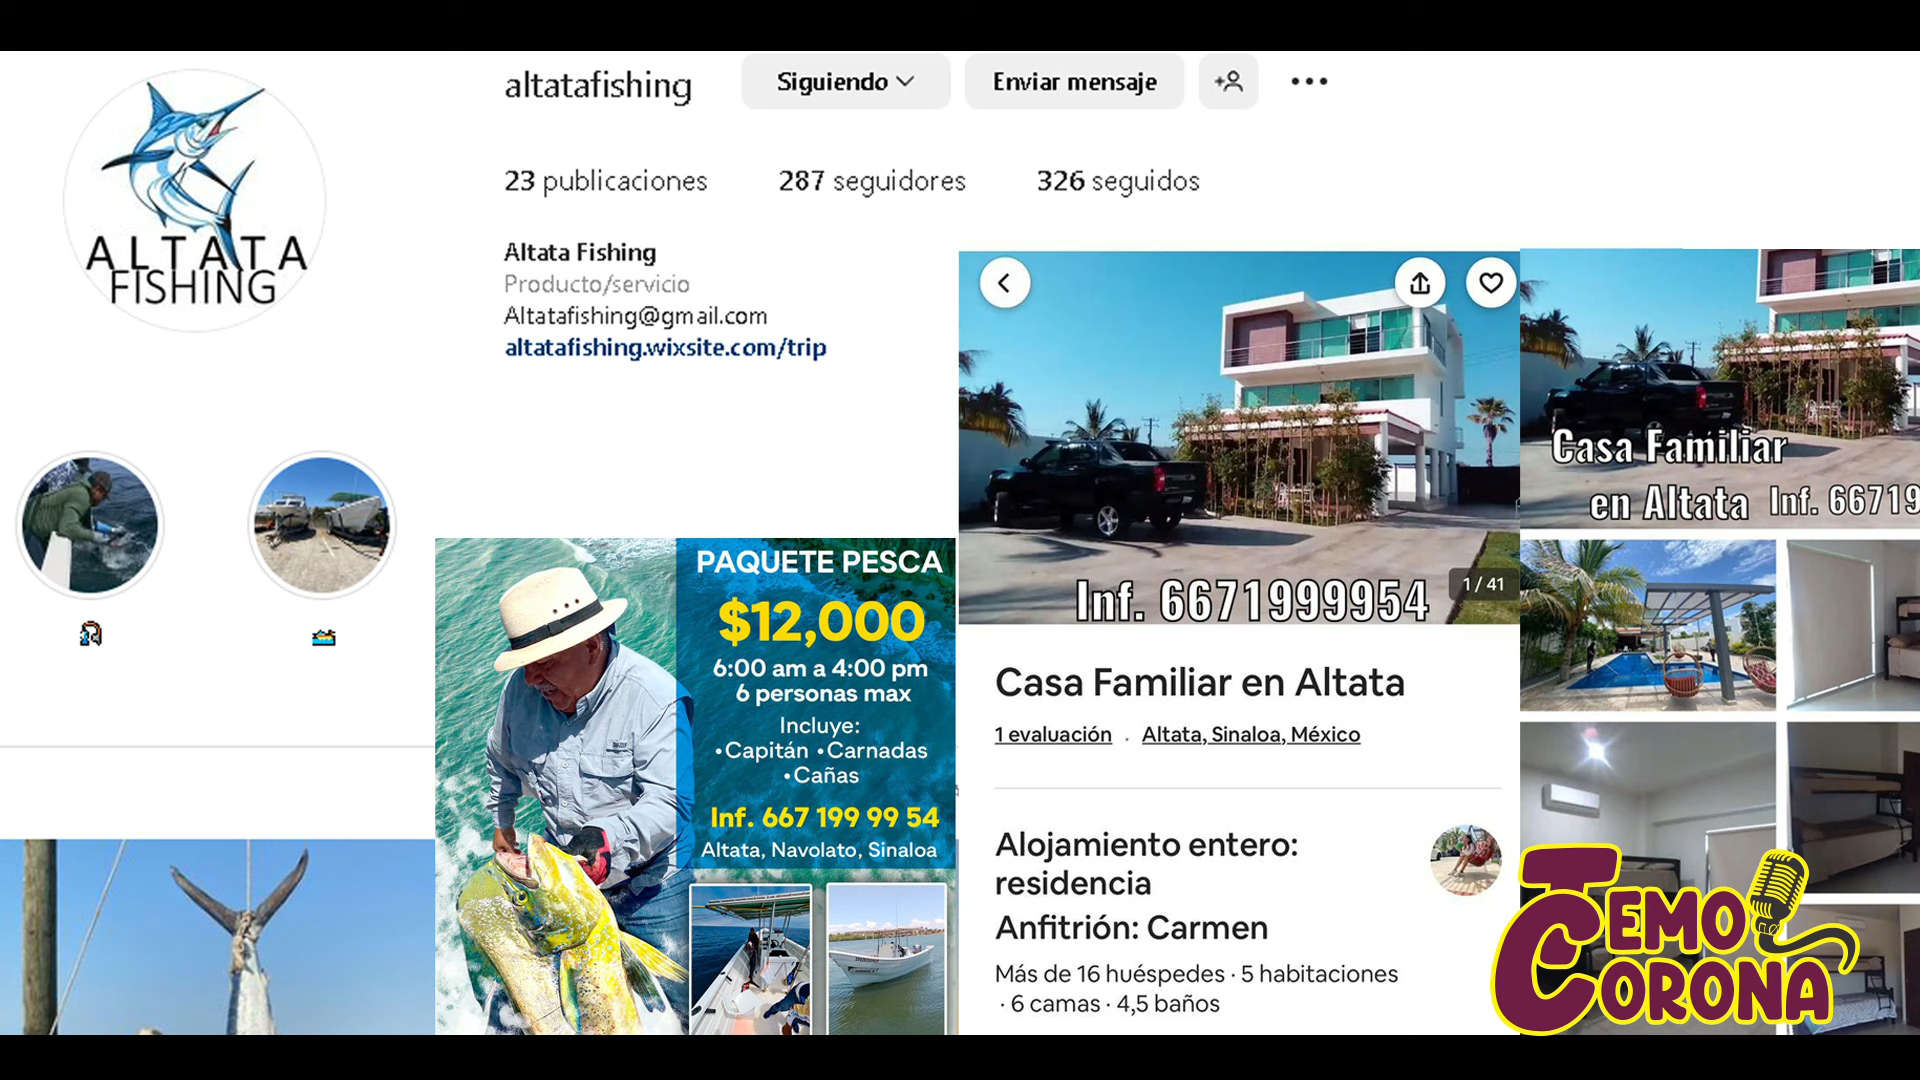 ALTATA
FISHING
altatafishing
Siguiendo
Enviar mensaje
23 publicaciones
287 seguidores
326 seguidos
Altata Fishing
Producto/servicio
Altatafishing@gmail.com
altatafishing.wixsite.com/trip
PAQUETE PESCA
$12,000
6:00 am a 4:00 pm
6 personas max
Incluye:
•Capitán •Carnadas
•Cañas
Inf. 667 199 99 54
Altata, Navolato, Sinaloa
Inf. 6671999954
1 / 41
Casa Familiar en Altata
1 evaluación · Altata, Sinaloa, México
Alojamiento entero:
residencia
Anfitrión: Carmen
Más de 16 huéspedes · 5 habitaciones
· 6 camas · 4,5 baños
Casa Familiar
en Altata Inf. 66719
TEMO
CORONA